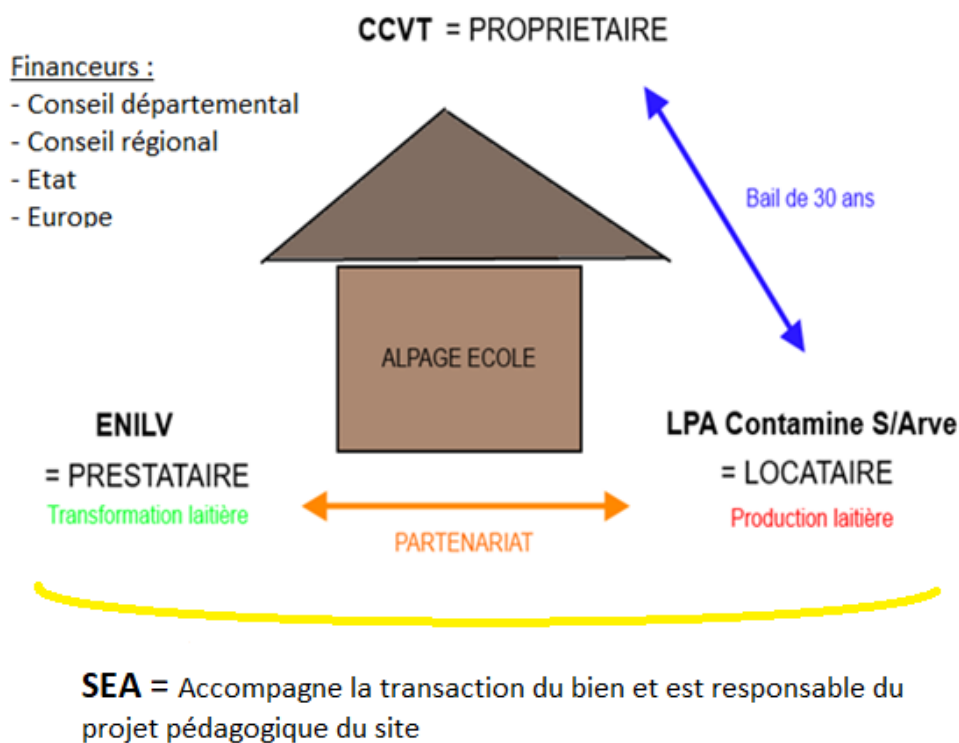 CCVT = PROPRIETAIRE
Financeurs :
- Conseil départemental
- Conseil régional
- Etat
- Europe
Bail de 30 ans
ALPAGE ECOLE
ENILV
= PRESTATAIRE
Transformation laitière
LPA Contamine S/Arve
= LOCATAIRE
Production laitière
PARTENARIAT
SEA = Accompagne la transaction du bien et est responsable du
projet pédagogique du site